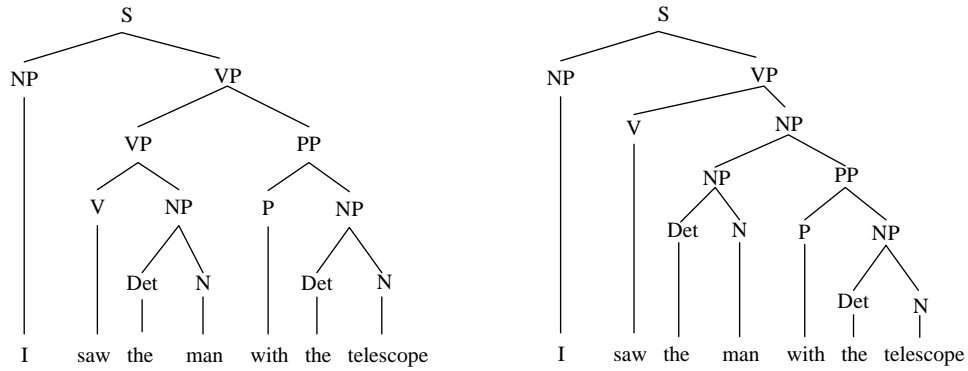 S S
NP VP NP VP
V NP
VP PP
NP PP
V NP P NP
Det N P NP
Det N Det N
Det N
I saw the man with the telescope I saw the man with the telescope